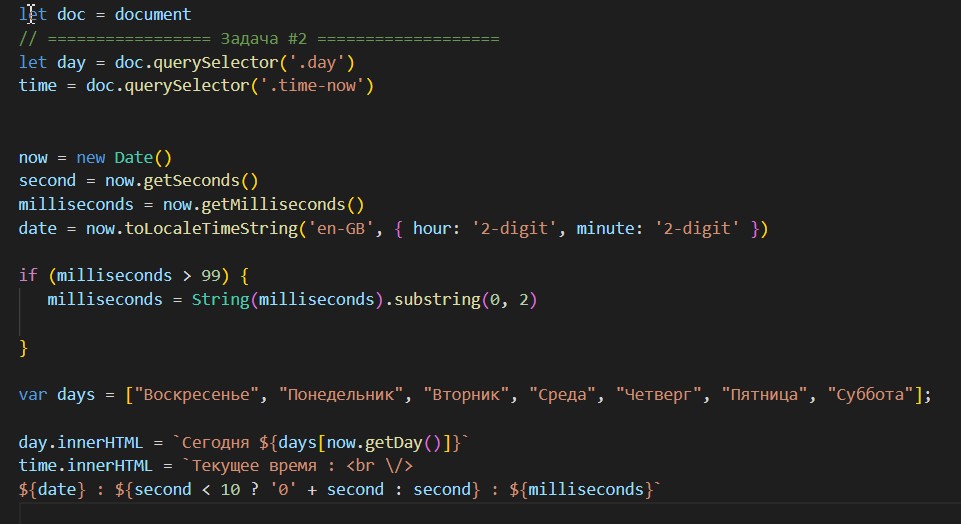 let doc = document
// ================= Задача #2 ===================
let day = doc.querySelector('.day')
time = doc.querySelector('.time-now')
now = new Date()
second = now.getSeconds()
milliseconds = now.getMilliseconds()
date = now.toLocaleTimeString('en-GB', { hour: '2-digit', minute: '2-digit' })
if (milliseconds > 99) {
milliseconds = String(milliseconds).substring(0, 2)
}
var days = ["Воскресенье", "Понедельник", "Вторник", "Среда", "Четверг", "Пятница", "Суббота"];
day.innerHTML = `Сегодня ${days[now.getDay()]}`
time.innerHTML = `Текущее время : <br \/>
${date} : ${second < 10 ? '0' + second : second} : ${milliseconds}`